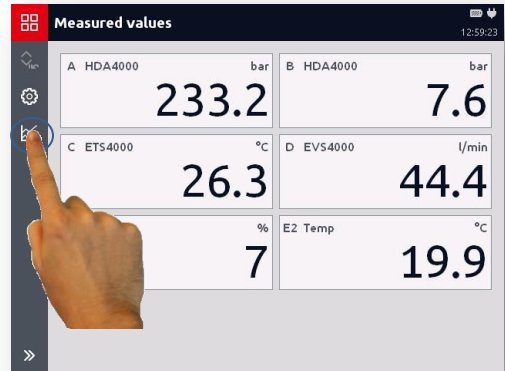 Measured values
12:59:23
A HDA4000 bar
233.2
B HDA4000 bar
7.6
C ETS4000 °C
26.3
D EVS4000 l/min
44.4
%
7
E2 Temp °C
19.9